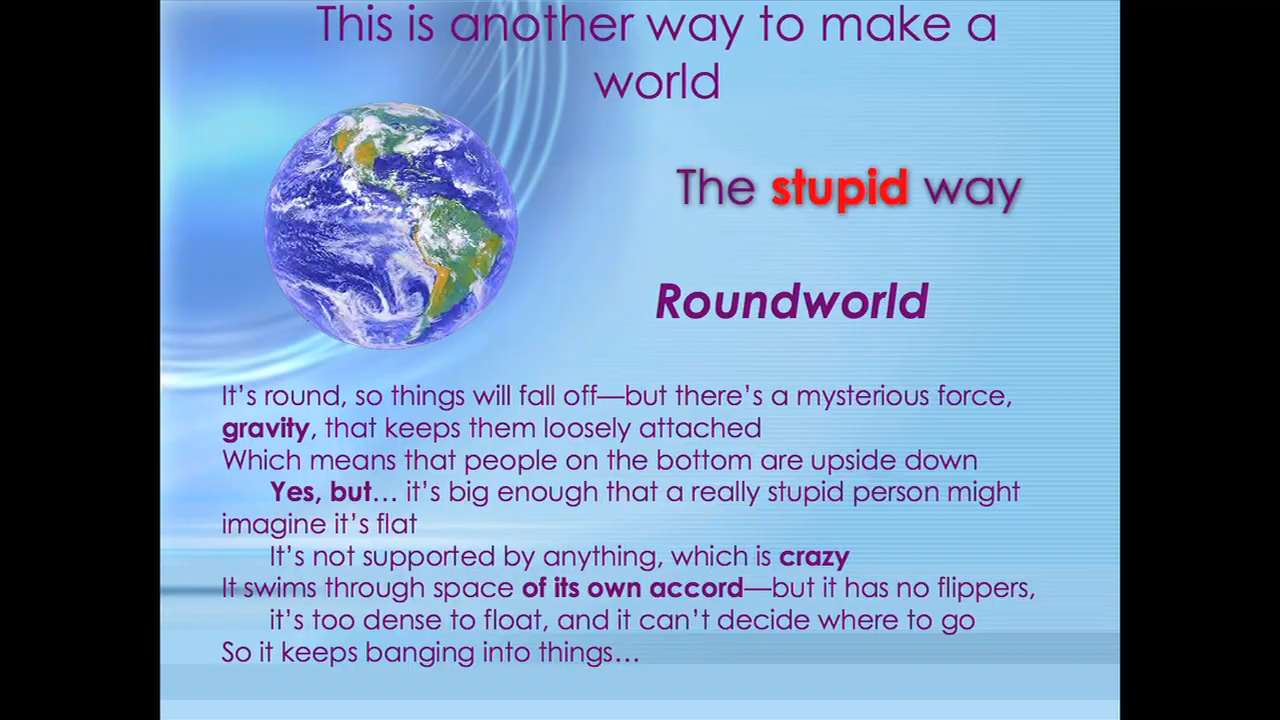 This is another way to make a
world
The stupid way
Roundworld
It’s round, so things will fall off—but there’s a mysterious force,
gravity, that keeps them loosely attached
Which means that people on the bottom are upside down
Yes, but… it’s big enough that a really stupid person might
imagine it’s flat
It’s not supported by anything, which is crazy
It swims through space of its own accord—but it has no flippers,
it’s too dense to float, and it can’t decide where to go
So it keeps banging into things…